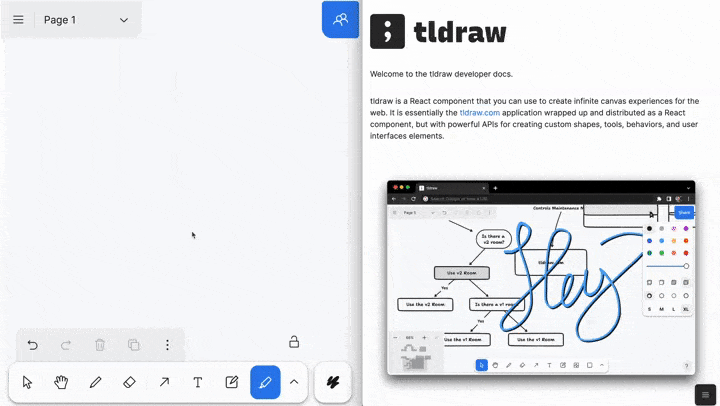 Page 1
tldraw
Welcome to the tldraw developer docs.
tldraw is a React component that you can use to create infinite canvas experiences for the
web. It is essentially the tldraw.com application wrapped up and distributed as a React
component, but with powerful APIs for creating custom shapes, tools, behaviors, and user
interfaces elements.
tldraw
Page 1
Controls Maintenance
Share
Is there a
v2 room?
Use v2 Room
Yes
Use the v2 Room
Is there a v1 room
Yes
Use the v1 Room
Use the v1 Room
Hey
S M L XL